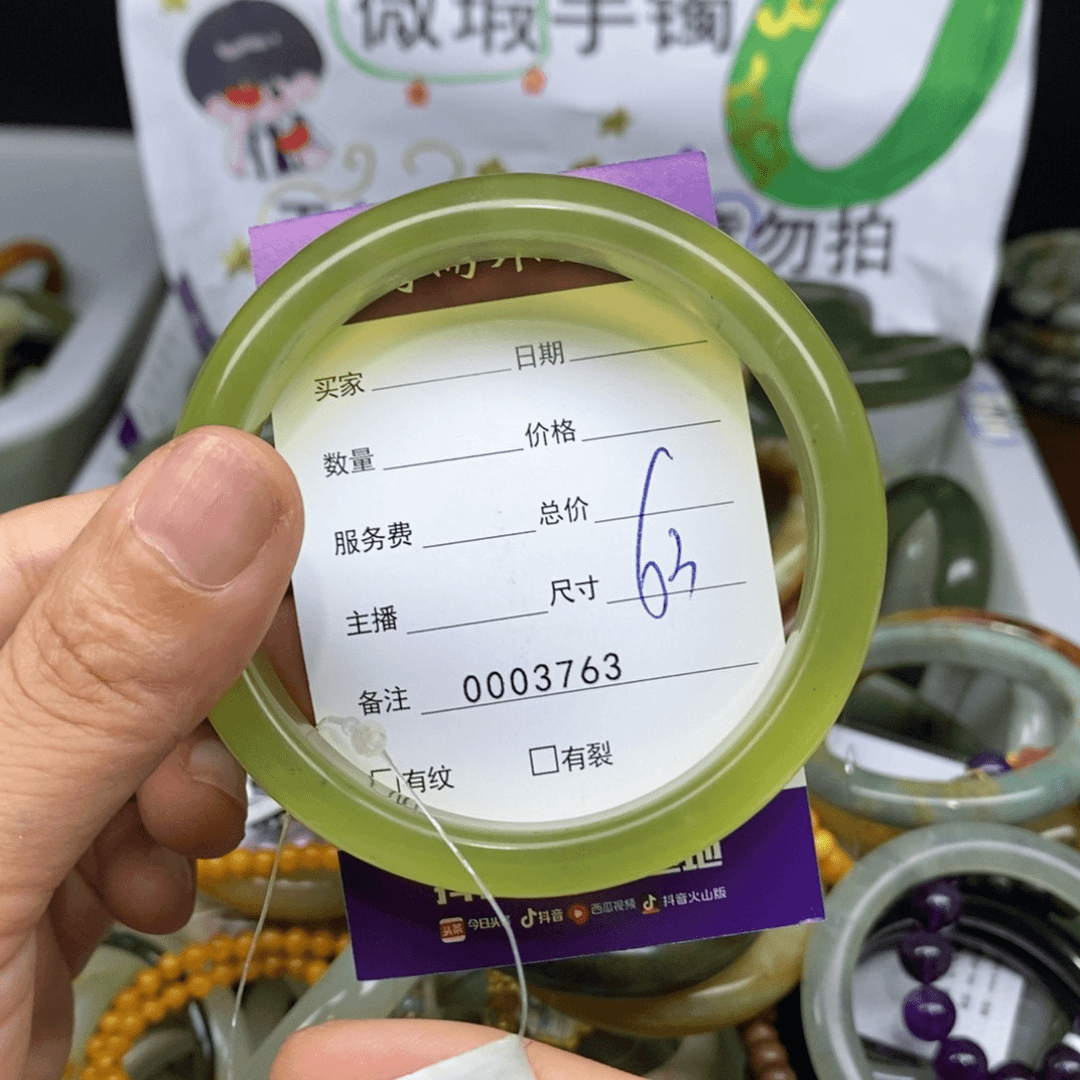 微瑕手镯
勿拍
买家 日期
数量 价格
服务费 总价
主播 尺寸 63
备注 0003763
有纹 有裂
头条 今日头条 抖音 西瓜视频 抖音火山版